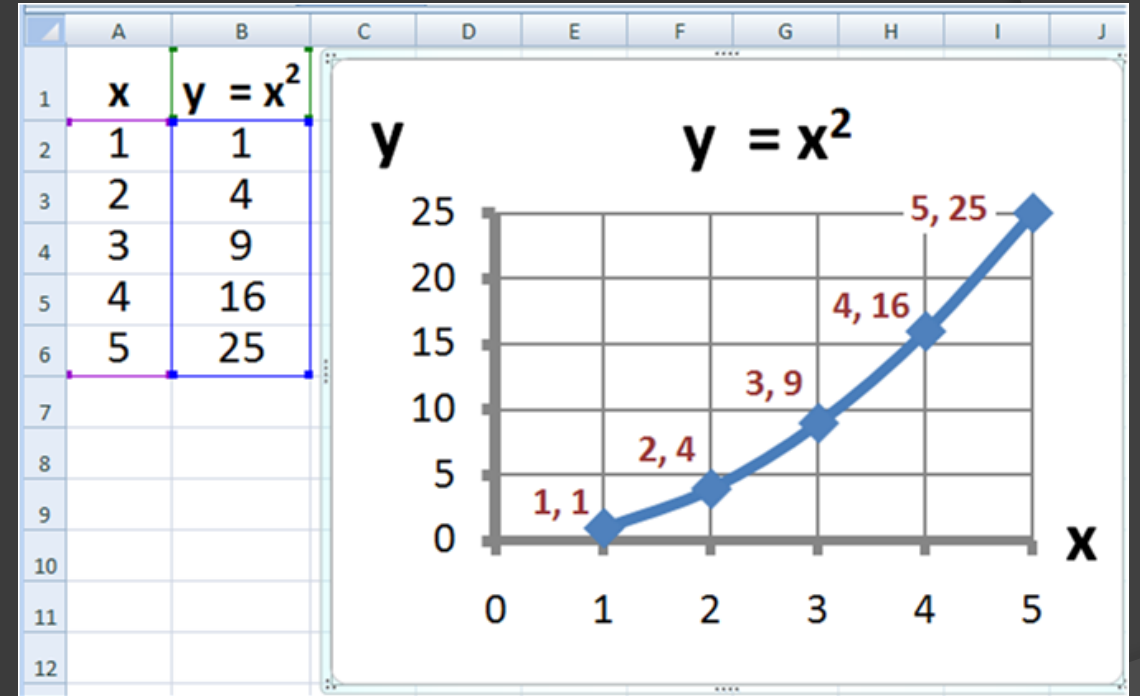 A B C D E F G H I J
1 x y = x²
2 1 1
3 2 4
4 3 9
5 4 16
6 5 25
7
8
9
10
11
12
y y = x²
25 5, 25
20
4, 16
15
3, 9
10
2, 4
5
1, 1
0 x
0 1 2 3 4 5